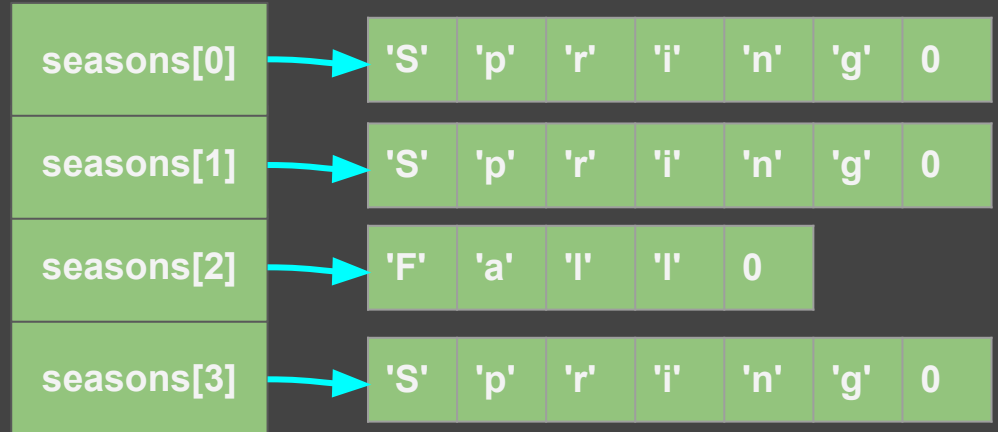 seasons[0] 'S' 'p' 'r' 'i' 'n' 'g' 0
seasons[1] 'S' 'p' 'r' 'i' 'n' 'g' 0
seasons[2] 'F' 'a' 'l' 'l' 0
seasons[3] 'S' 'p' 'r' 'i' 'n' 'g' 0